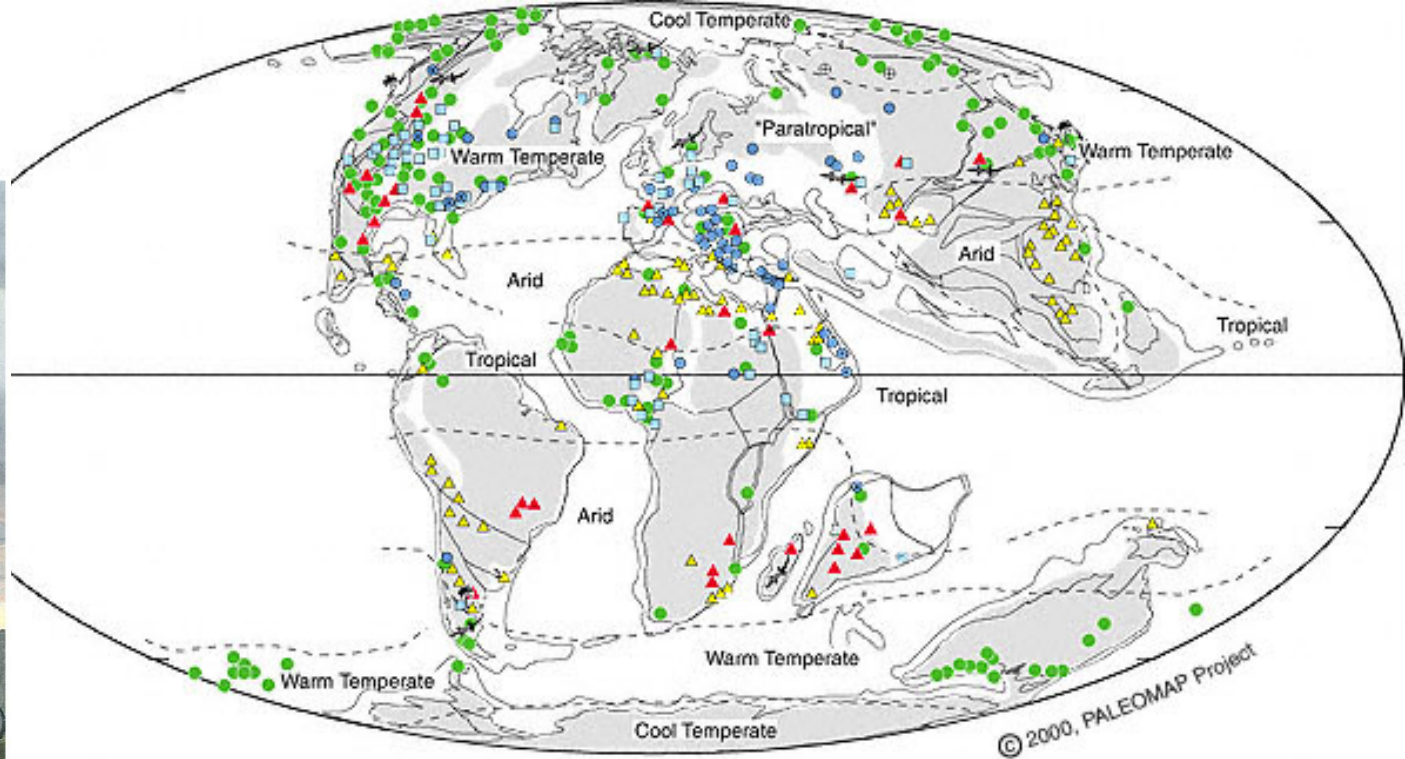 Cool Temperate
"Paratropical"
Warm Temperate
Warm Temperate
Arid
Arid
Tropical
Tropical
Tropical
Arid
Warm Temperate
Warm Temperate
Cool Temperate
© 2000, PALEOMAP Project